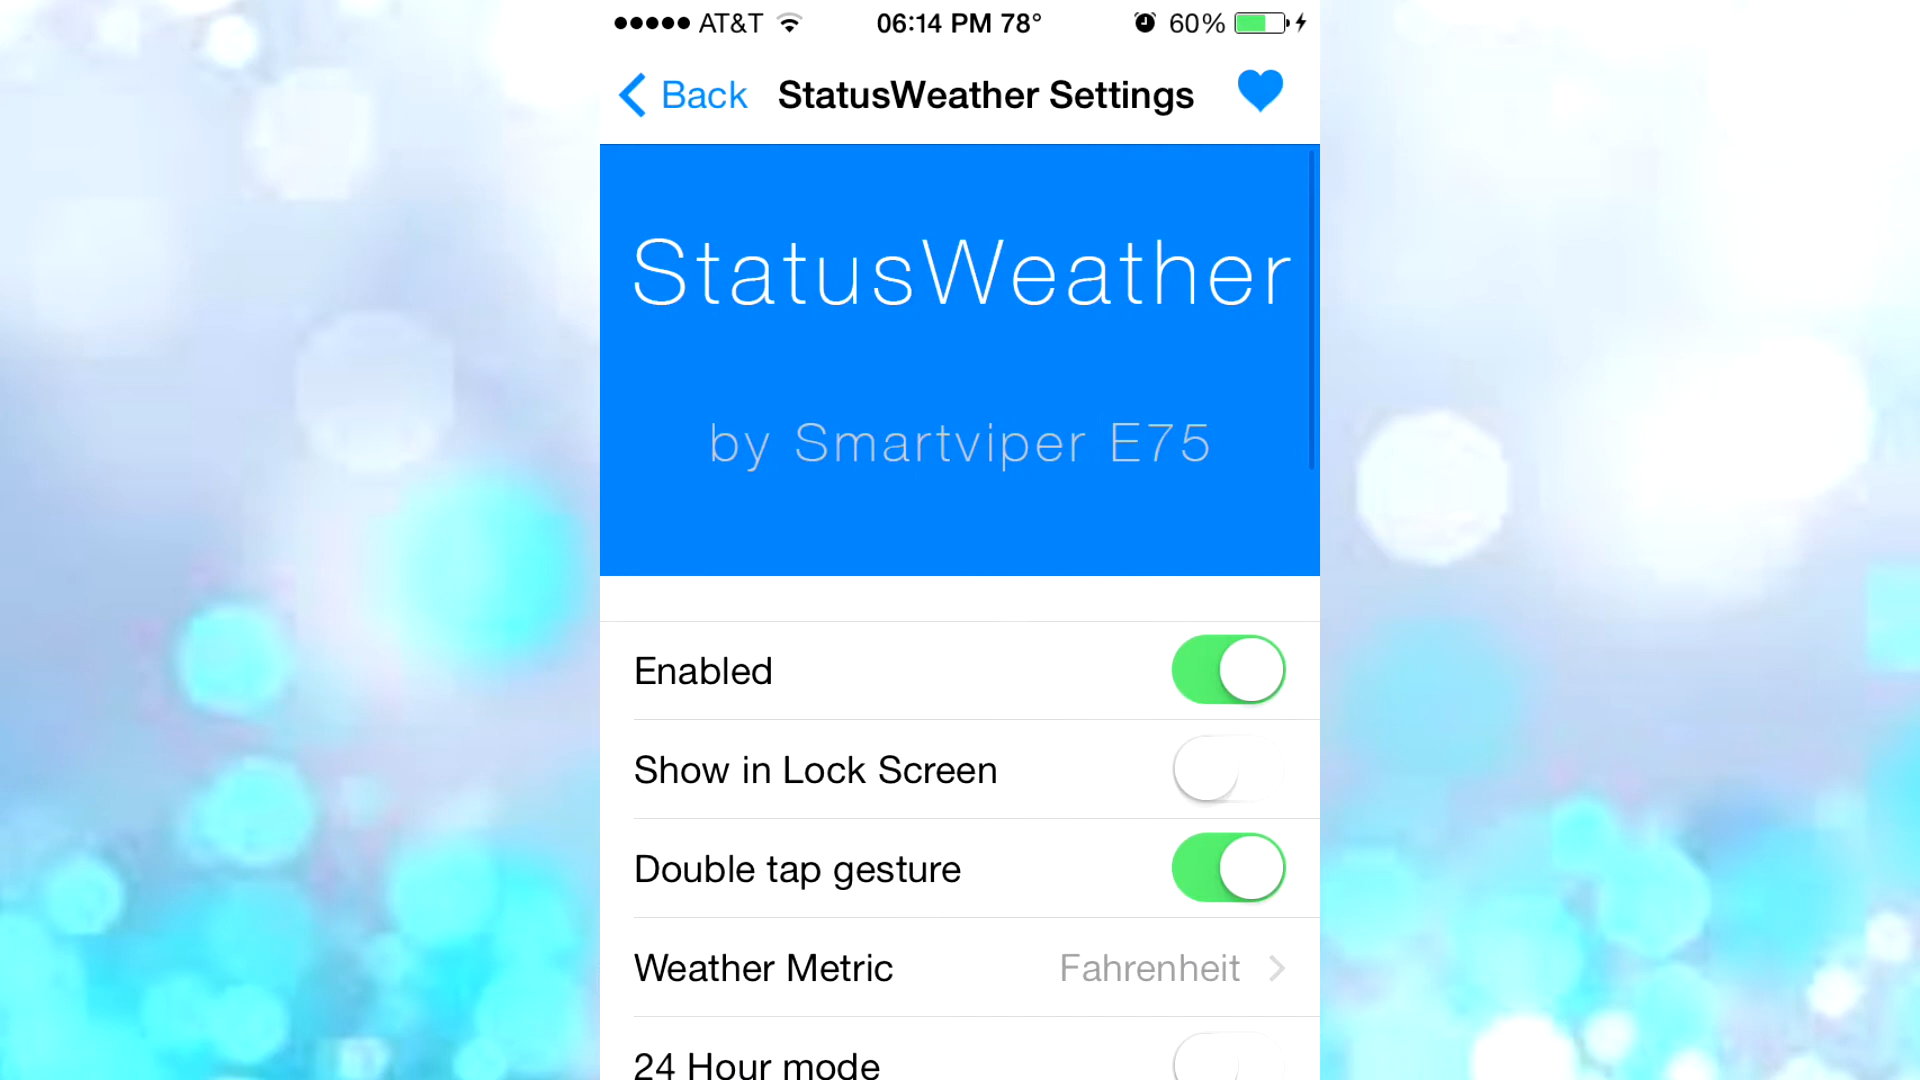 AT&T 06:14 PM 78° 60%
Back StatusWeather Settings
StatusWeather
by Smartviper E75
Enabled
Show in Lock Screen
Double tap gesture
Weather Metric Fahrenheit
24 Hour mode